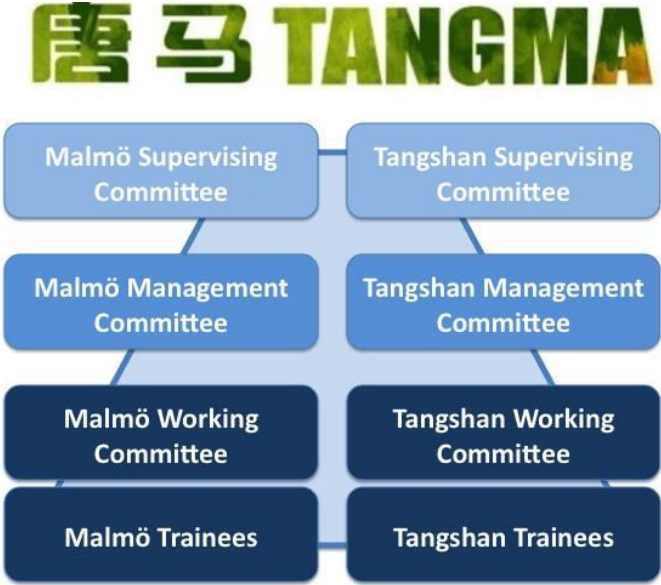 唐马 TANGMA
Malmö Supervising
Committee
Tangshan Supervising
Committee
Malmö Management
Committee
Tangshan Management
Committee
Malmö Working
Committee
Tangshan Working
Committee
Malmö Trainees
Tangshan Trainees